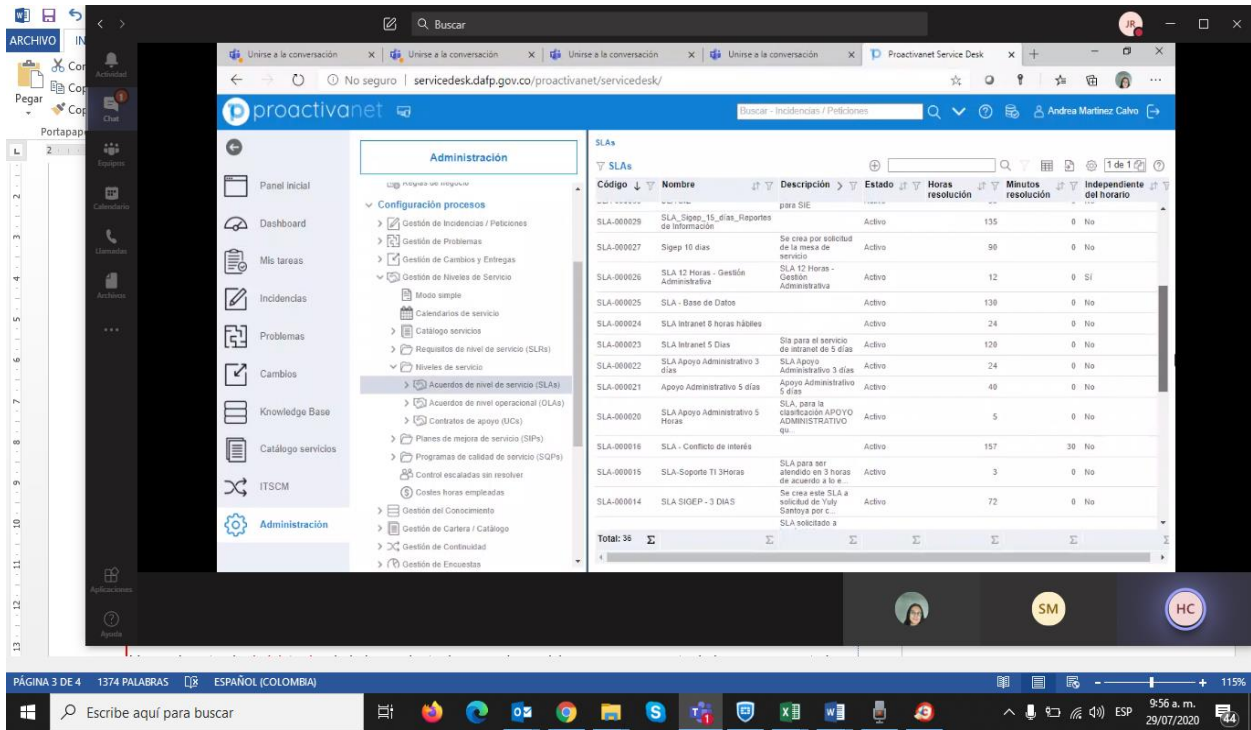 ARCHIVO
IN
Cor
Cop
Cop
Pegar
Portapap
Buscar
JR
Actividad
Chat
Equipos
Calendario
Llamadas
Archivos
Aplicaciones
Ayuda
Unirse a la conversación
Unirse a la conversación
Unirse a la conversación
Unirse a la conversación
Proactivanet Service Desk
No seguro | servicedesk.dafp.gov.co/proactivanet/servicedesk/
proactivanet
Buscar - Incidencias / Peticiones
Andrea Martinez Calvo
Panel inicial
Dashboard
Mis tareas
Incidencias
Problemas
Cambios
Knowledge Base
Catálogo servicios
ITSCM
Administración
Administración
Reglas de negocio
Configuración procesos
Gestión de Incidencias / Peticiones
Gestión de Problemas
Gestión de Cambios y Entregas
Gestión de Niveles de Servicio
Modo simple
Calendarios de servicio
Catálogo servicios
Requisitos de nivel de servicio (SLRs)
Niveles de servicio
Acuerdos de nivel de servicio (SLAs)
Acuerdos de nivel operacional (OLAs)
Contratos de apoyo (UCs)
Planes de mejora de servicio (SIPs)
Programas de calidad de servicio (SQPs)
Control escaladas sin resolver
Costes horas empleadas
Gestión del Conocimiento
Gestión de Cartera / Catálogo
Gestión de Continuidad
Gestión de Encuestas
SLAs
SLAs
1 de 1
Código Nombre Descripción Estado Horas resolución Minutos resolución Independiente del horario
para SIE
SLA-000029 SLA_Sigep_15_días_Reportes de Información Activo 135 0 No
SLA-000027 Sigep 10 dias Se crea por solicitud de la mesa de servicio Activo 90 0 No
SLA-000026 SLA 12 Horas - Gestión Administrativa SLA 12 Horas - Gestión Administrativa Activo 12 0 Sí
SLA-000025 SLA - Base de Datos Activo 130 0 No
SLA-000024 SLA Intranet 8 horas hábiles Activo 24 0 No
SLA-000023 SLA Intranet 5 Dias Sla para el servicio de intranet de 5 días Activo 120 0 No
SLA-000022 SLA Apoyo Administrativo 3 días SLA Apoyo Administrativo 3 días Activo 24 0 No
SLA-000021 Apoyo Administrativo 5 días Apoyo Administrativo 5 días Activo 40 0 No
SLA-000020 SLA Apoyo Administrativo 5 Horas SLA, para la clasificación APOYO ADMINISTRATIVO qu... Activo 5 0 No
SLA-000016 SLA - Conflicto de interés Activo 157 30 No
SLA-000015 SLA-Soporte TI 3Horas SLA para ser atendido en 3 horas de acuerdo a lo e... Activo 3 0 No
SLA-000014 SLA SIGEP - 3 DIAS Se crea este SLA a solicitud de Yuly Santoya por c... Activo 72 0 No
SLA solicitado a
Total: 36 Σ Σ Σ Σ Σ Σ Σ
SM
HC
PÁGINA 3 DE 4 1374 PALABRAS ESPAÑOL (COLOMBIA)
115%
Escribe aquí para buscar
ESP
9:56 a. m.
29/07/2020
44